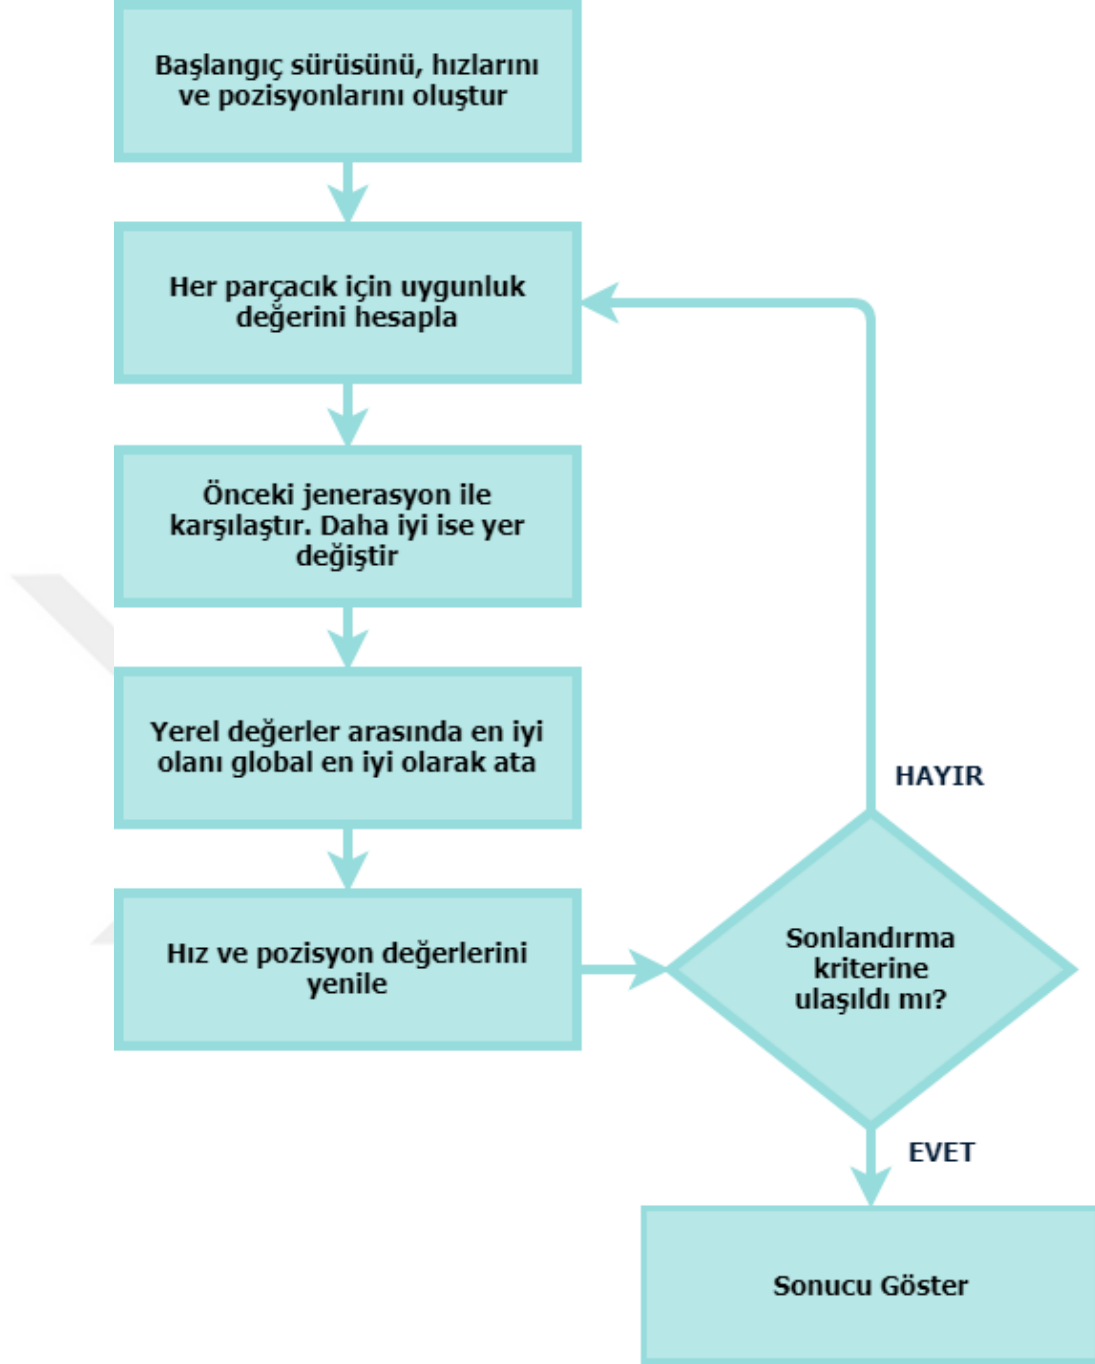 Başlangıç sürüsünü, hızlarını
ve pozisyonlarını oluştur
Her parçacık için uygunluk
değerini hesapla
Önceki jenerasyon ile
karşılaştır. Daha iyi ise yer
değiştir
Yerel değerler arasında en iyi
olanı global en iyi olarak ata
HAYIR
Hız ve pozisyon değerlerini
yenile
Sonlandırma
kriterine
ulaşıldı mı?
EVET
Sonucu Göster